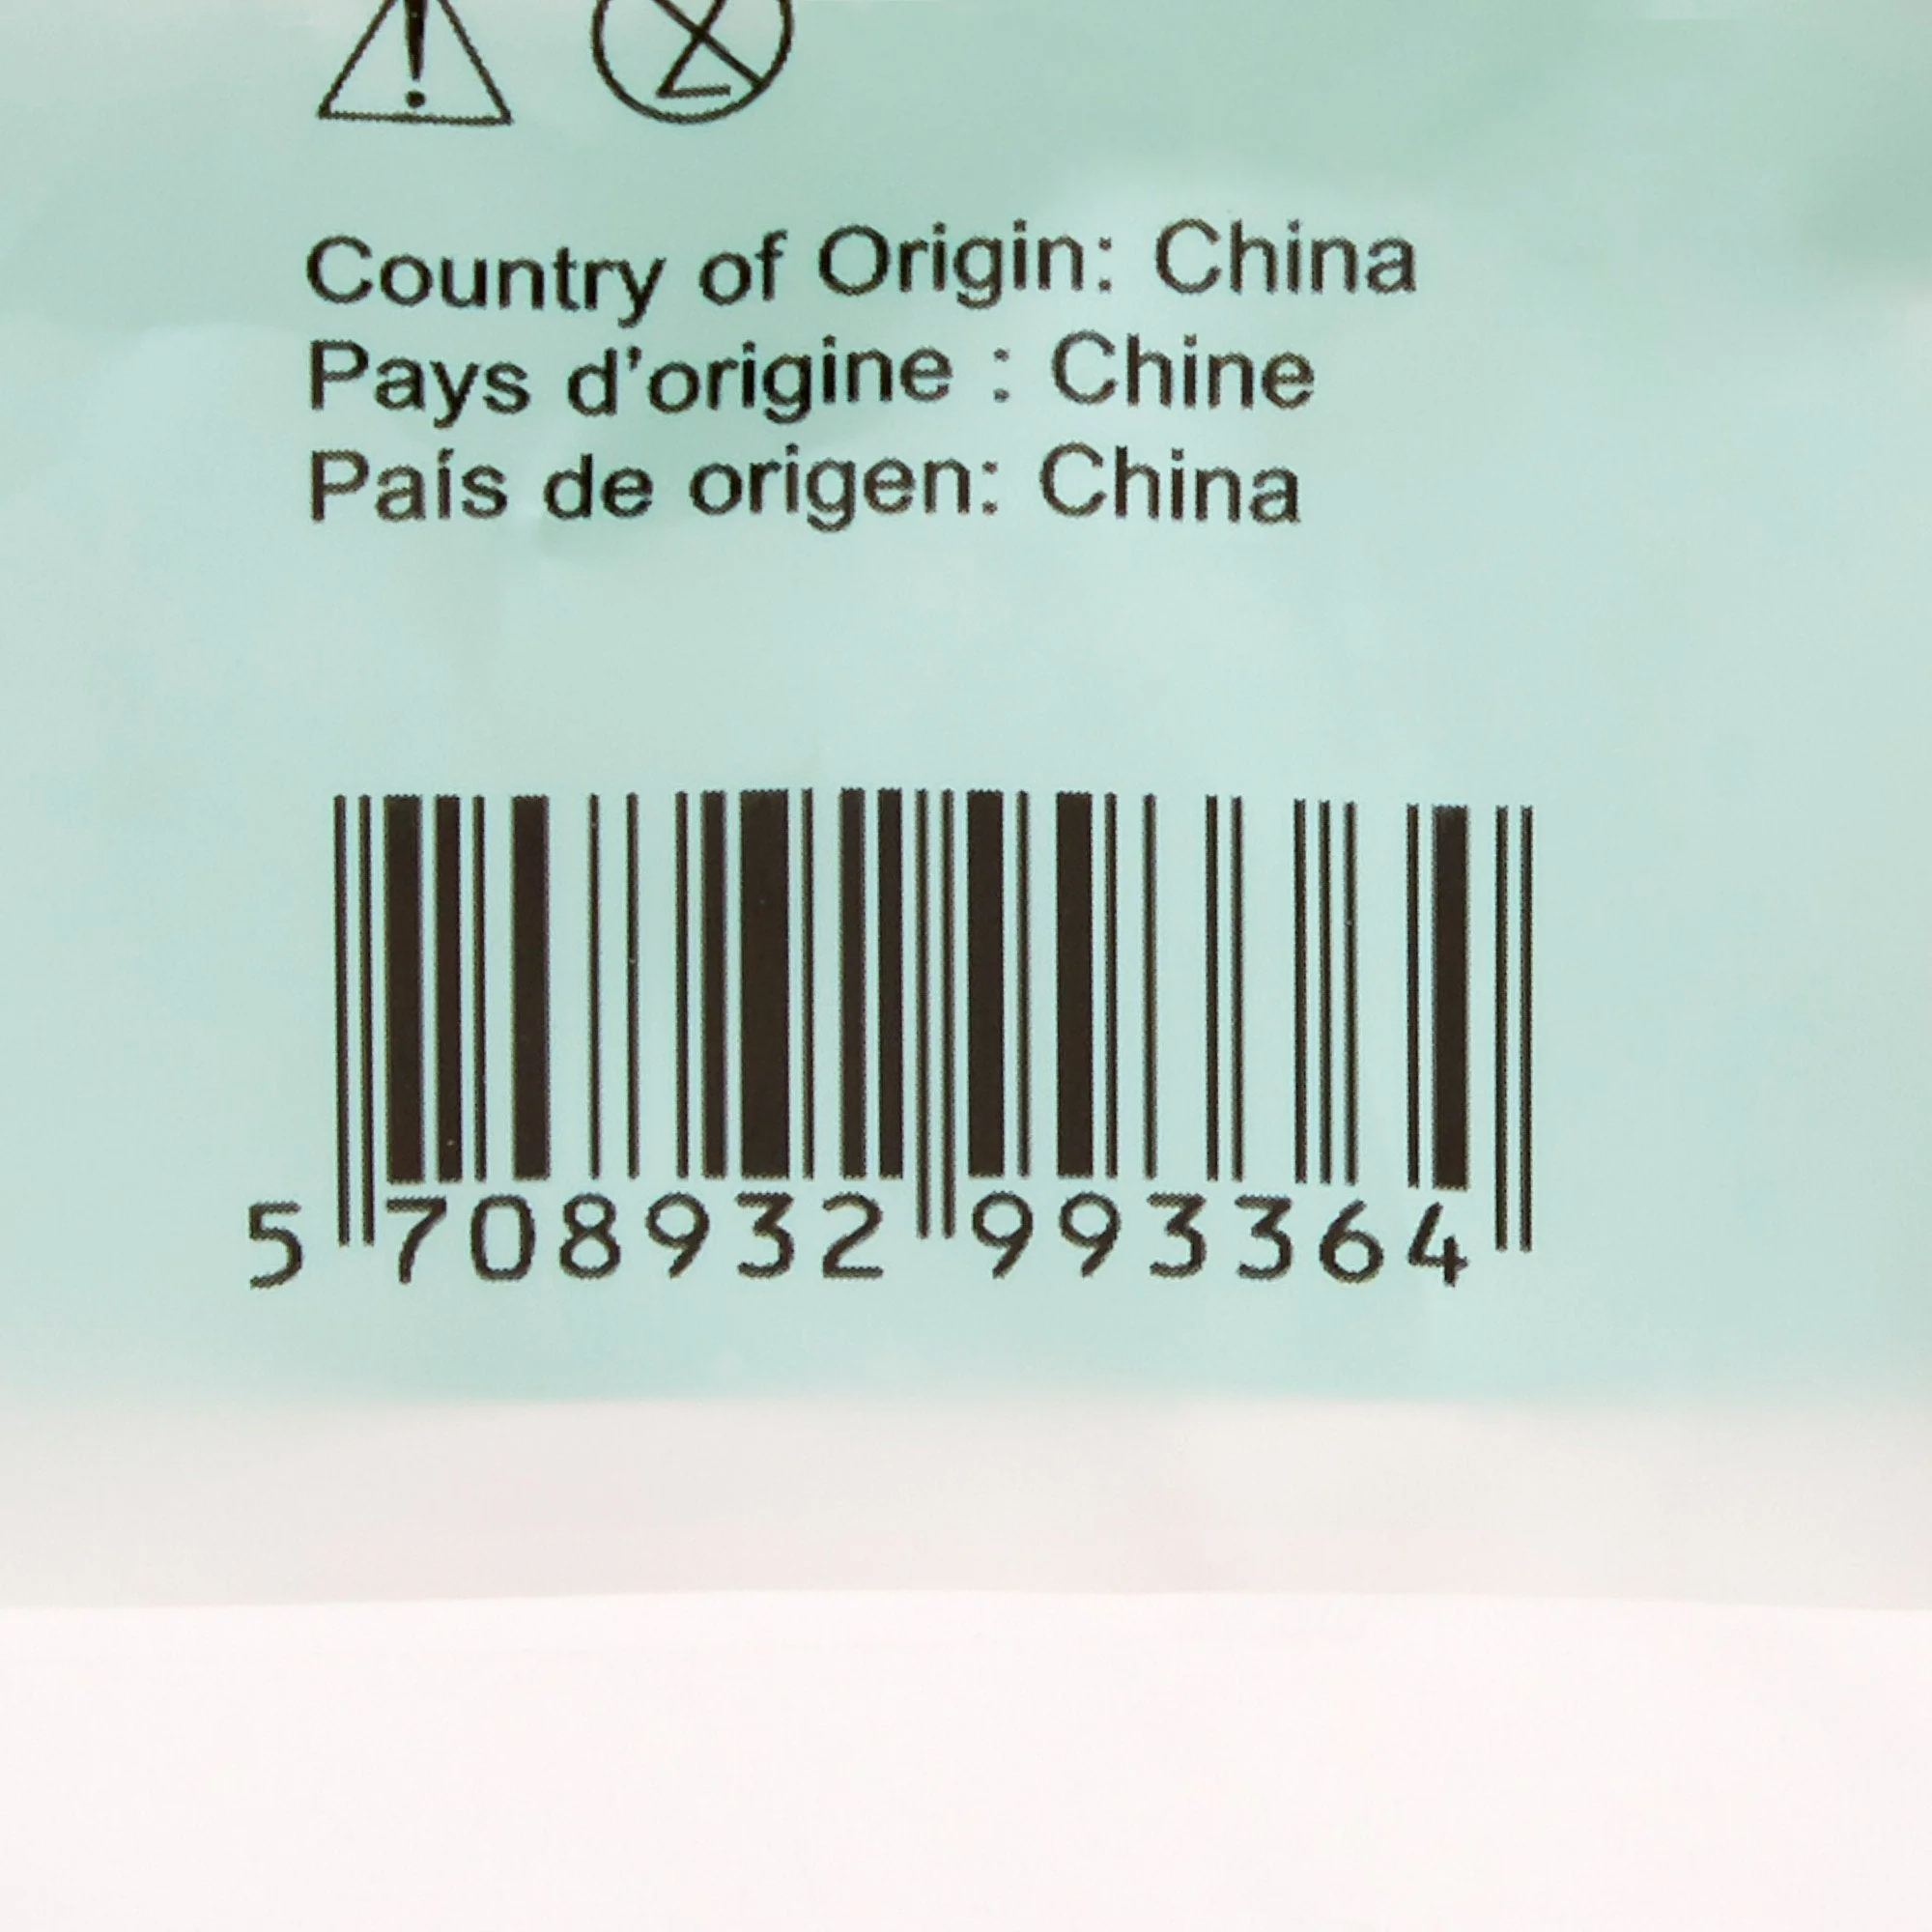 Country of Origin: China
Pays d'origine : Chine
País de origen: China
5 708932 993364